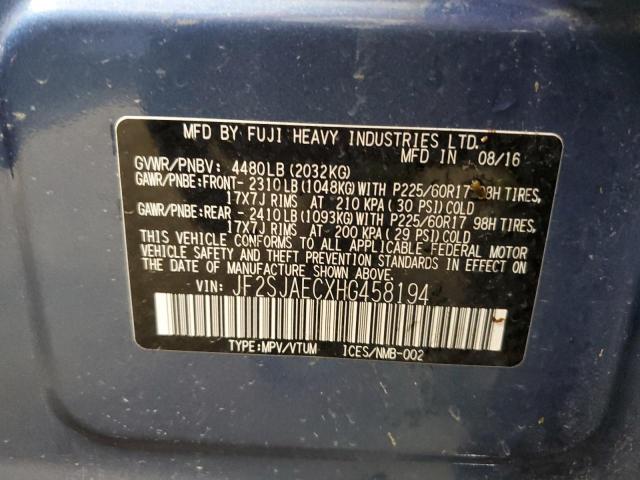 MFD BY FUJI HEAVY INDUSTRIES LTD.
MFD IN 08/16
GVWR/PNBV: 4480LB (2032KG)
GAWR/PNBE:FRONT- 2310LB (1048KG) WITH P225/60R17 98H TIRES,
17X7J RIMS AT 210 KPA (30 PSI) COLD
GAWR/PNBE:REAR - 2410LB (1093KG) WITH P225/60R17 98H TIRES,
17X7J RIMS AT 200 KPA (29 PSI) COLD
THIS VEHICLE CONFORMS TO ALL APPLICABLE FEDERAL MOTOR
VEHICLE SAFETY AND THEFT PREVENTION STANDARDS IN EFFECT ON
THE DATE OF MANUFACTURE SHOWN ABOVE.
VIN: JF2SJAECXHG458194
TYPE:MPV/VTUM ICES/NMB-002